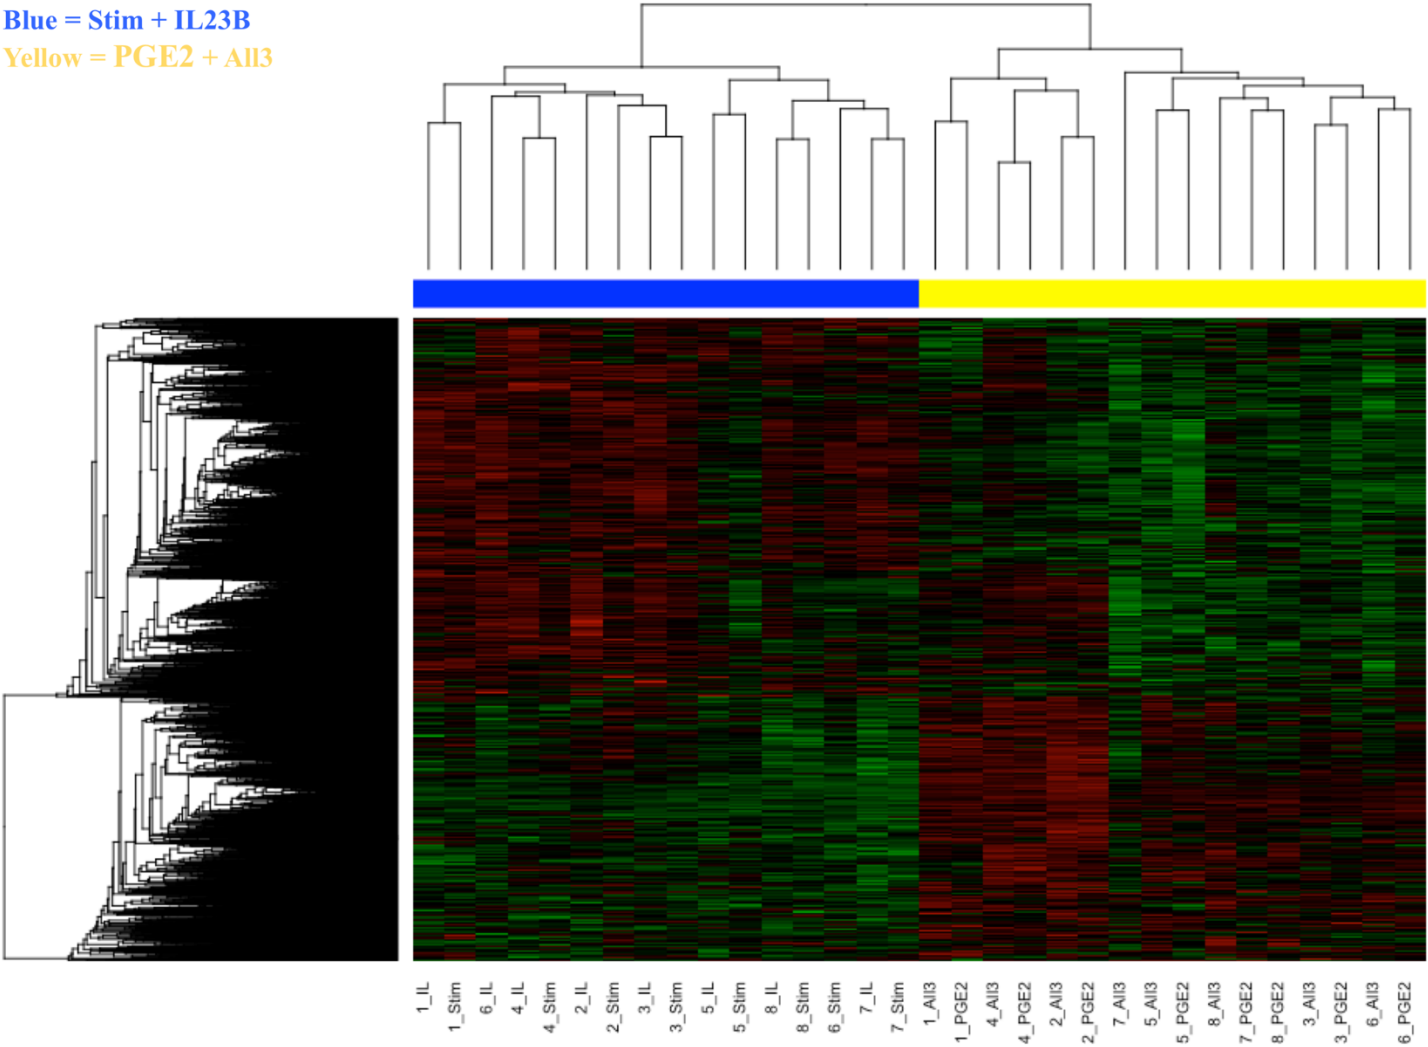 Blue = Stim + IL23B
Yellow = PGE2 + All3
1_IL
1_Stim
6_IL
4_IL
4_Stim
2_IL
2_Stim
3_IL
3_Stim
5_IL
5_Stim
8_IL
8_Stim
6_Stim
7_IL
7_Stim
1_All3
1_PGE2
4_All3
4_PGE2
2_All3
2_PGE2
7_All3
5_All3
5_PGE2
8_All3
7_PGE2
8_PGE2
3_All3
3_PGE2
6_All3
6_PGE2